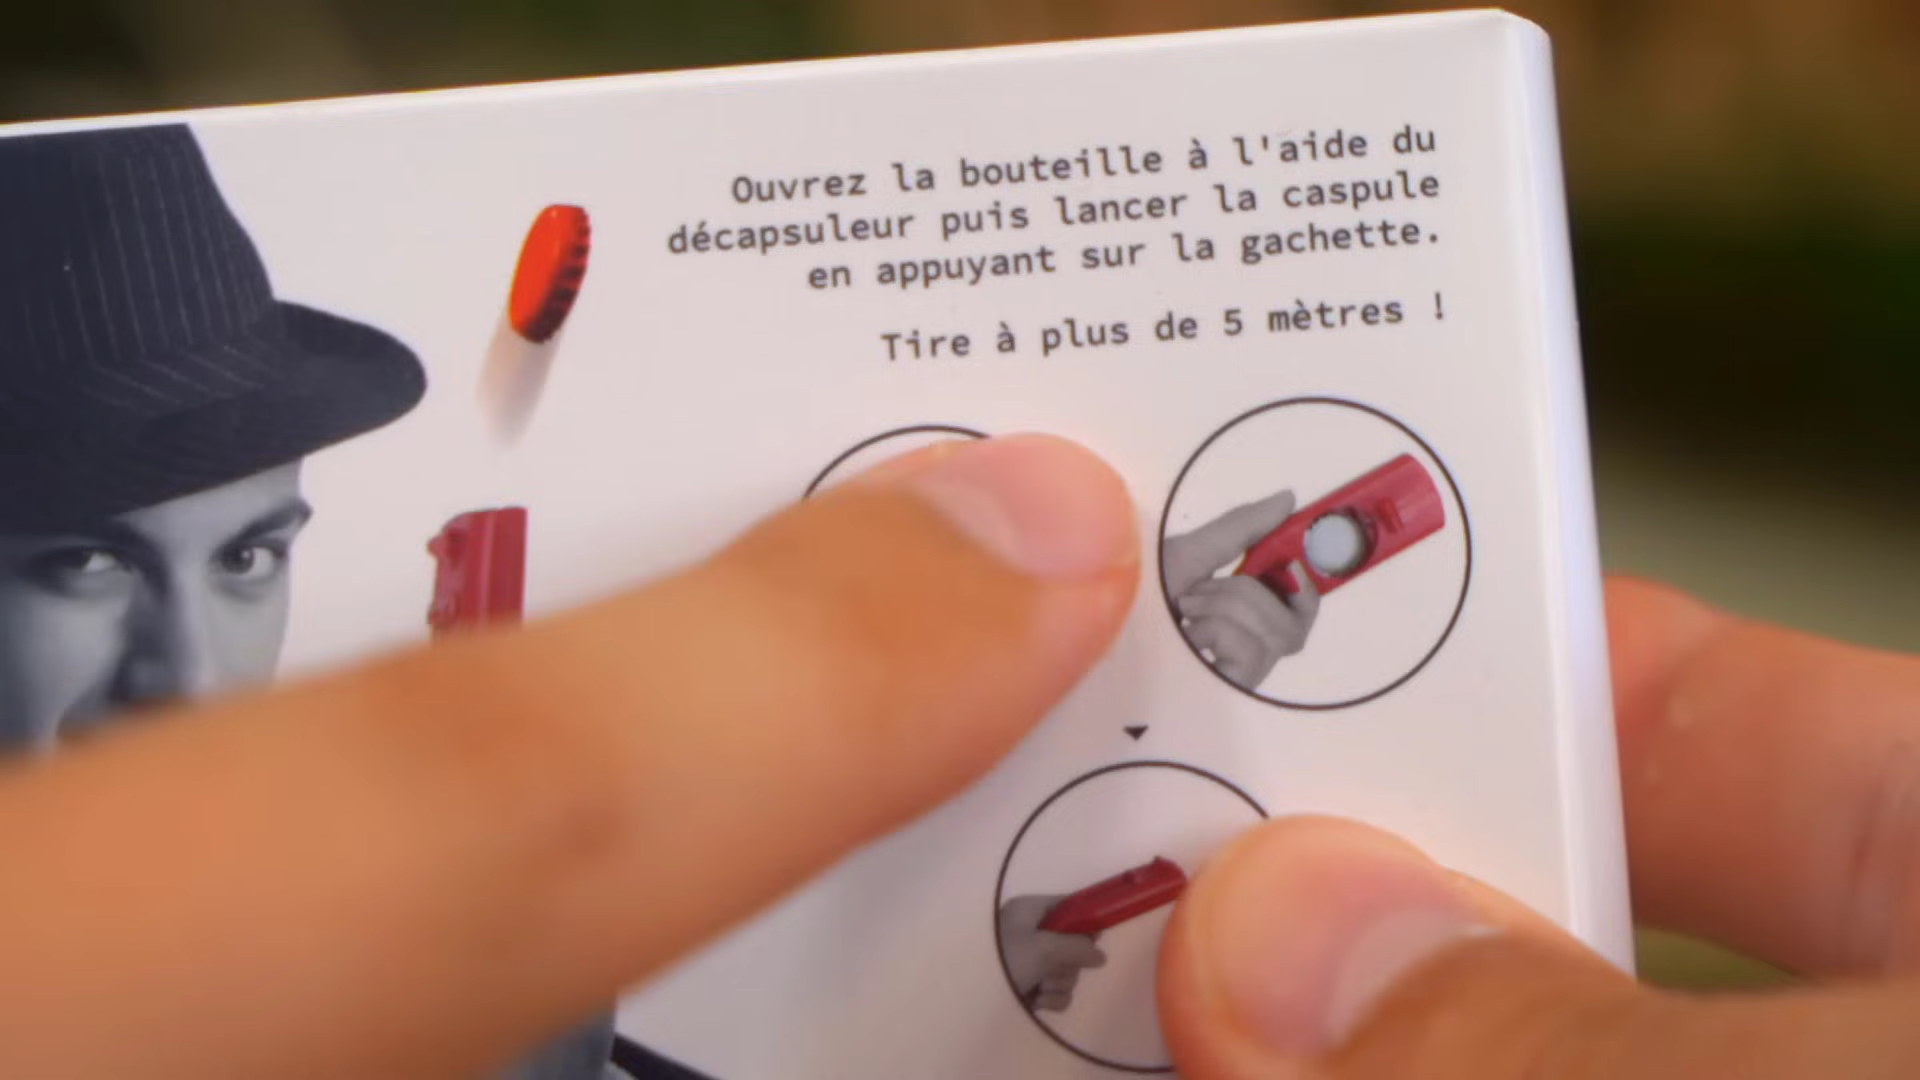 Ouvrez la bouteille à l'aide du
décapsuleur puis lancer la caspule
en appuyant sur la gachette.
Tire à plus de 5 mètres !